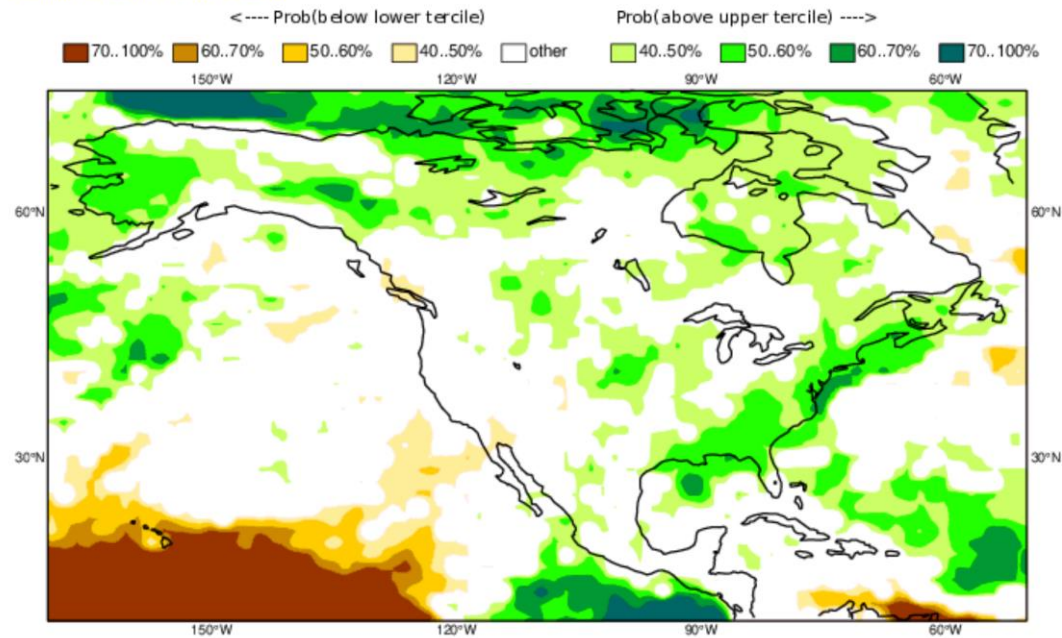 <---- Prob(below lower tercile) Prob(above upper tercile) ---->
70..100% 60..70% 50..60% 40..50% other 40..50% 50..60% 60..70% 70..100%
150°W 120°W 90°W 60°W
60°N 60°N
30°N 30°N
150°W 120°W 90°W 60°W